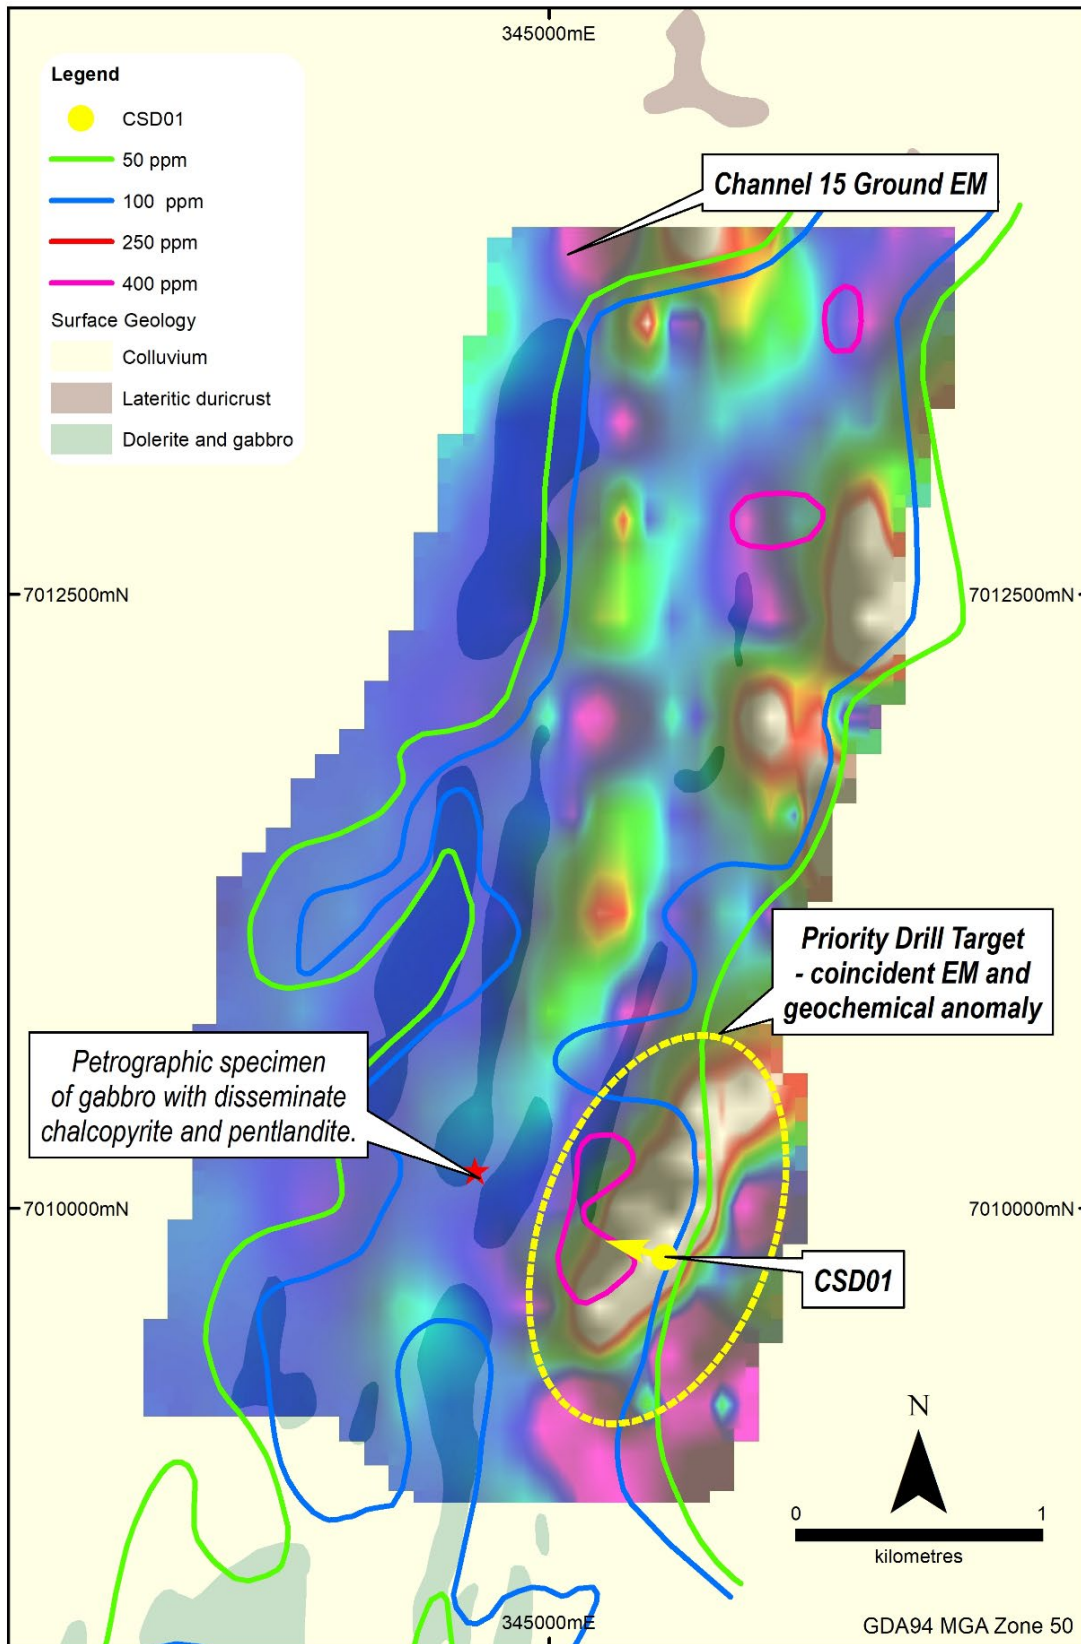 345000mE
Legend
CSD01
50 ppm
100 ppm
250 ppm
400 ppm
Surface Geology
Colluvium
Lateritic duricrust
Dolerite and gabbro
Channel 15 Ground EM
7012500mN
7012500mN
Priority Drill Target
- coincident EM and
geochemical anomaly
Petrographic specimen
of gabbro with disseminate
chalcopyrite and pentlandite.
7010000mN
7010000mN
CSD01
N
0 1
kilometres
345000mE
GDA94 MGA Zone 50